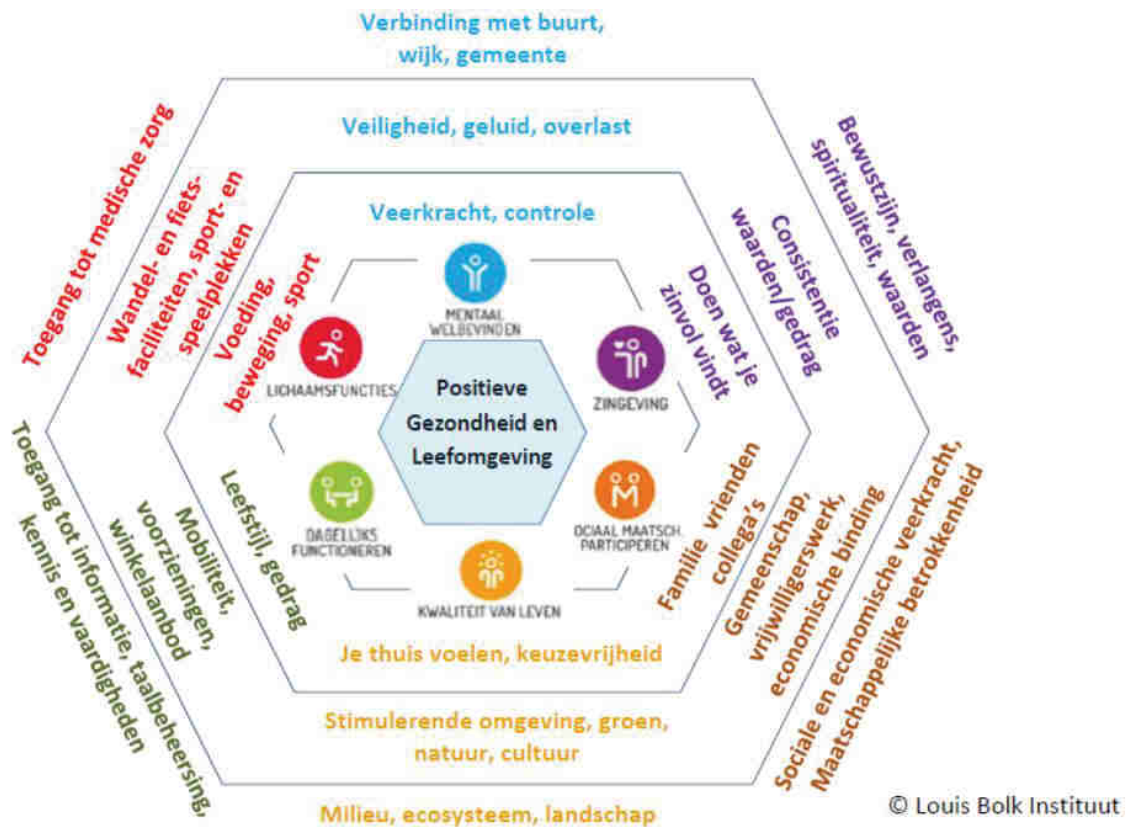 Verbinding met buurt,
wijk, gemeente
Veiligheid, geluid, overlast
Veerkracht, controle
MENTAAL
WELBEVINDEN
Toegang tot medische zorg
Wandel- en fiets-
faciliteiten, sport- en
speelplekken
Voeding,
beweging, sport
LICHAAMSFUNCTIES
Bewustzijn, verlangens,
spiritualiteit, waarden
Consistentie
waarden/gedrag
Doen wat je
zinvol vindt
ZINGEVING
Positieve
Gezondheid en
Leefomgeving
Toegang tot informatie, taalbeheersing,
kennis en vaardigheden
Mobiliteit,
voorzieningen,
winkelaanbod
Leefstijl, gedrag
DAGELIJKS
FUNCTIONEREN
OCIAAL MAATSCH.
PARTICIPEREN
Familie vrienden
collega's
Gemeenschap,
vrijwilligerswerk,
economische binding
Sociale en economische veerkracht,
Maatschappelijke betrokkenheid
KWALITEIT VAN LEVEN
Je thuis voelen, keuzevrijheid
Stimulerende omgeving, groen,
natuur, cultuur
Milieu, ecosysteem, landschap
© Louis Bolk Instituut